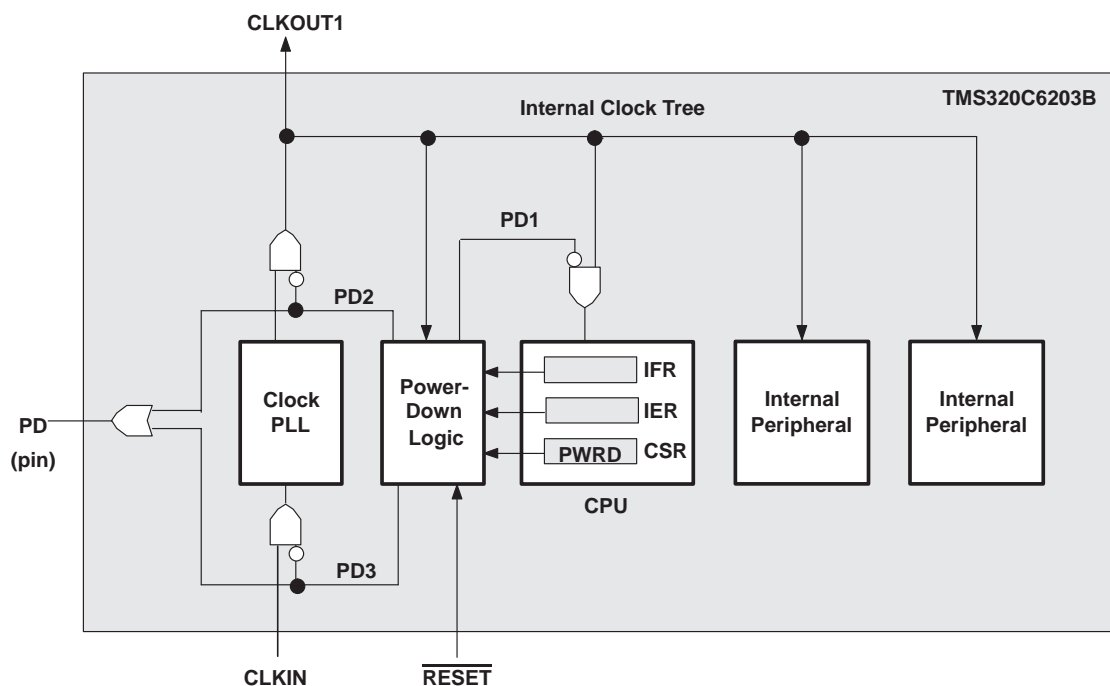 CLKOUT1
TMS320C6203B
Internal Clock Tree
PD1
PD2
Clock
PLL
Power-
Down
Logic
IFR
IER
PWRD
CSR
CPU
Internal
Peripheral
Internal
Peripheral
PD
(pin)
PD3
CLKIN
RESET